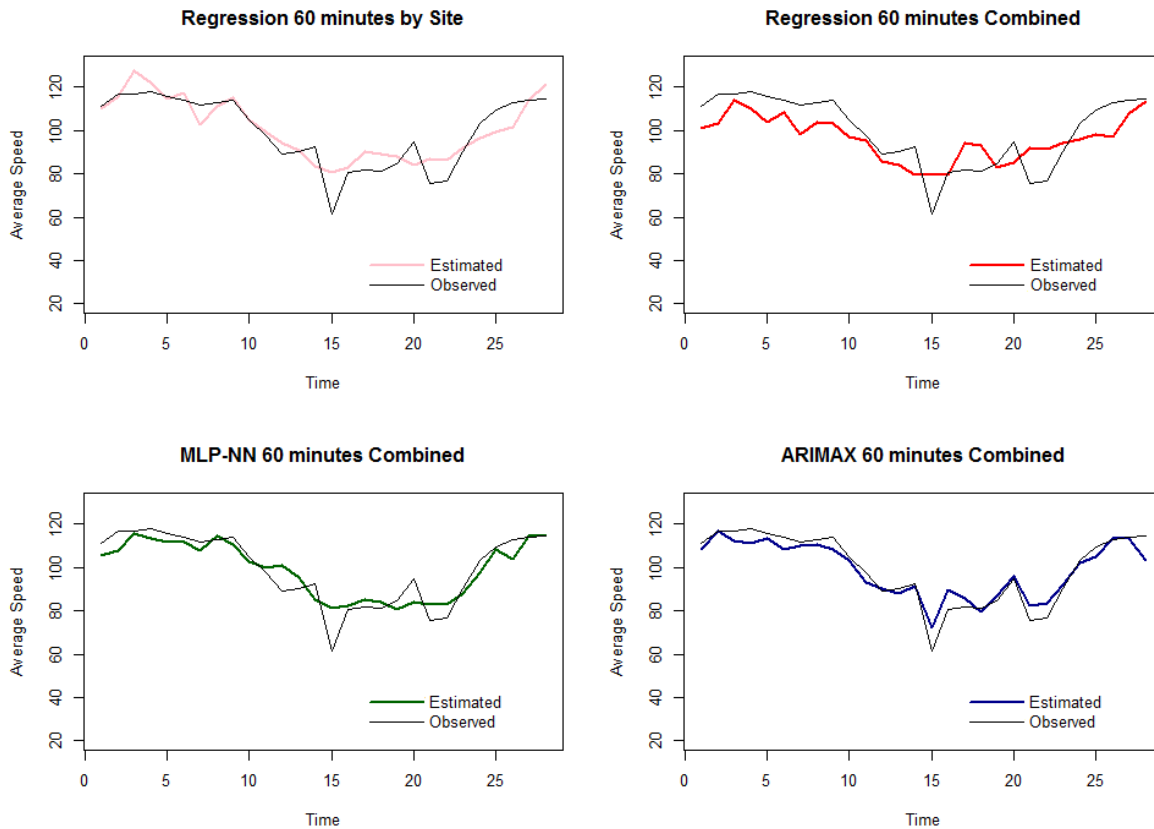 Regression 60 minutes by Site
Average Speed
120
100
80
60
40
20
Estimated
Observed
0 5 10 15 20 25
Time
Regression 60 minutes Combined
Average Speed
120
100
80
60
40
20
Estimated
Observed
0 5 10 15 20 25
Time
MLP-NN 60 minutes Combined
Average Speed
120
100
80
60
40
20
Estimated
Observed
0 5 10 15 20 25
Time
ARIMAX 60 minutes Combined
Average Speed
120
100
80
60
40
20
Estimated
Observed
0 5 10 15 20 25
Time